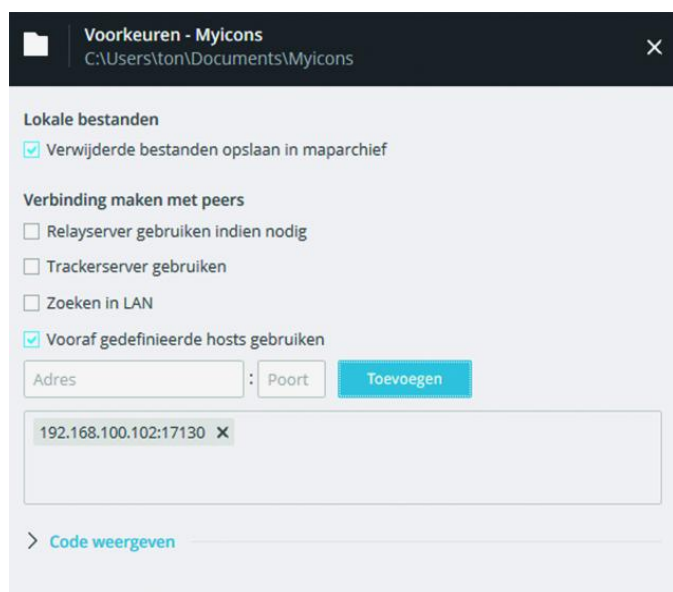 Voorkeuren - Myicons
C:\Users\ton\Documents\Myicons
Lokale bestanden
Verwijderde bestanden opslaan in maparchief
Verbinding maken met peers
Relayserver gebruiken indien nodig
Trackerserver gebruiken
Zoeken in LAN
Vooraf gedefinieerde hosts gebruiken
Adres : Poort Toevoegen
192.168.100.102:17130
Code weergeven